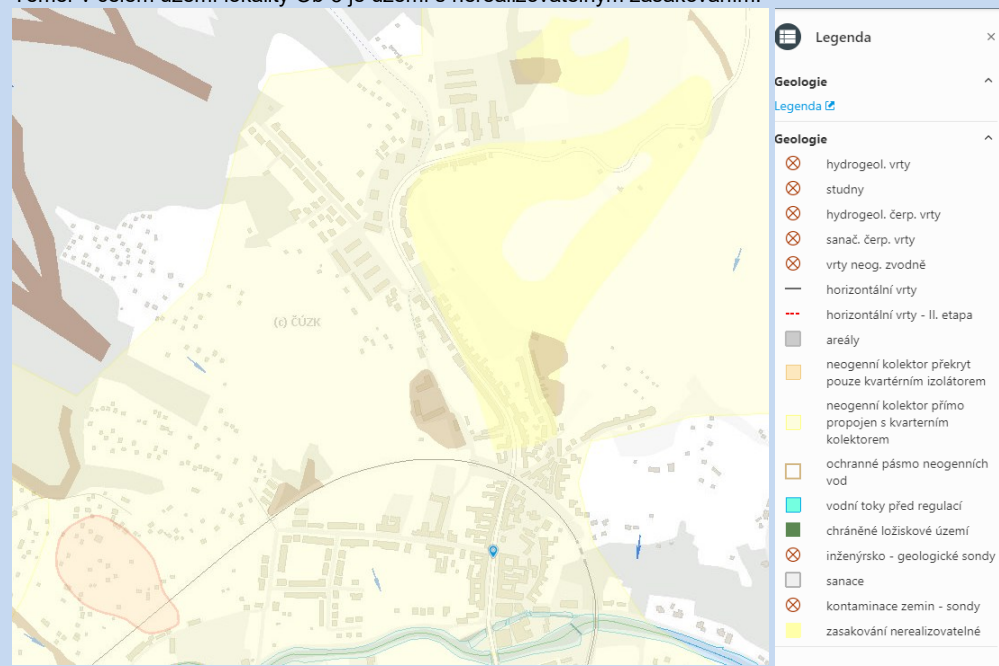 Legenda
Geologie
Legenda
Geologie
hydrogeol. vrty
studny
hydrogeol. čerp. vrty
sanač. čerp. vrty
vrty neog. zvodně
horizontální vrty
horizontální vrty - II. etapa
areály
neogenní kolektor překryt
pouze kvartérním izolátorem
neogenní kolektor přímo
propojen s kvarterním
kolektorem
ochranné pásmo neogenních
vod
vodní toky před regulací
chráněné ložiskové území
inženýrsko - geologické sondy
sanace
kontaminace zemin - sondy
zasakování nerealizovatelné
(c) ČÚZK